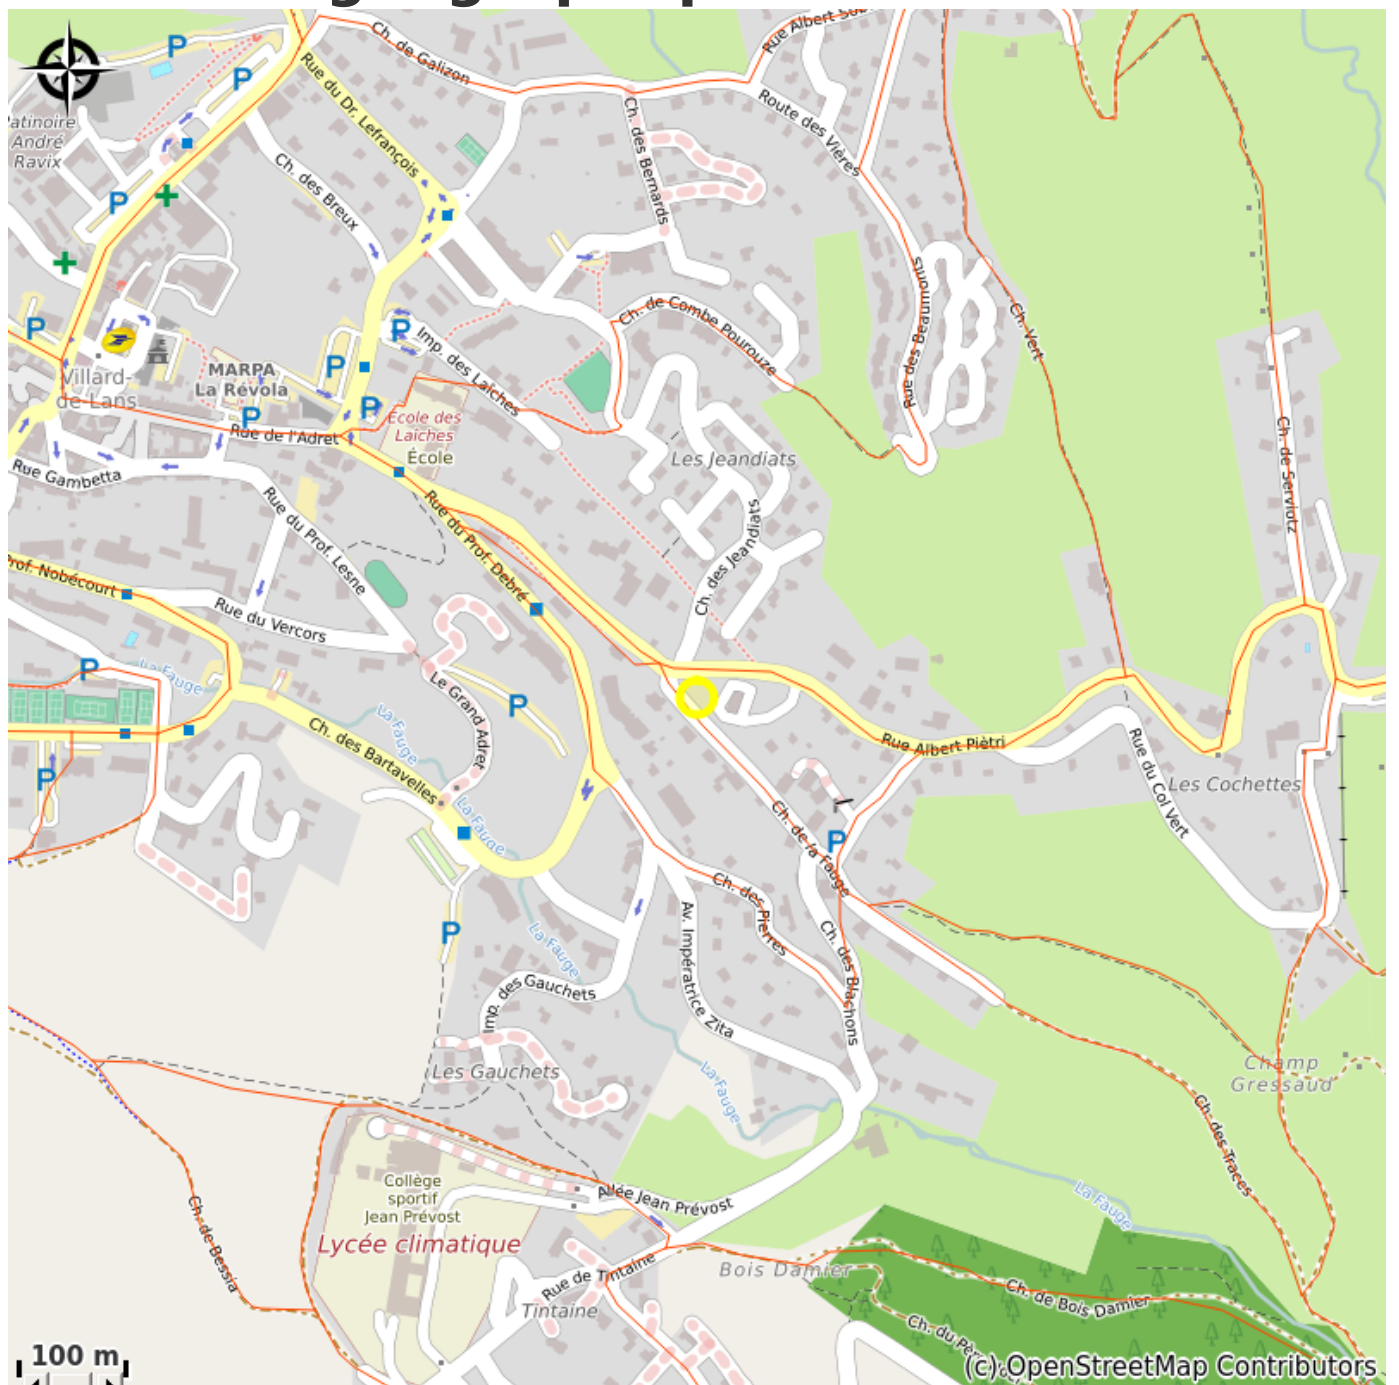 Ch. de Galizon
Rue Albert
P
P
Rue du Dr. Lefrançois
Route des Vières
Ch. des Bernards
Patinoire
André
Ravix
Ch. des Breux
P
P
P
P
P
P
Villard-
de Lans
MARPA
La Révola
Imp. des Laîches
Ch. de Combe Pourouze
Rue des Beaumonts
Ch. Vert
Rue de l'Adret
École des
Laîches
École
Les Jeandiats
Ch. des Jeandiats
Ch. de Serviotz
Rue Gambetta
Rue du Prof. Lesne
Rue du Prof. Debré
Prof. Nobécourt
Rue du Vercors
La Fauge
P
P
P
Le Grand Adret
La Fauge
Ch. des Bartavelles
La Fauge
Rue Albert Piètri
Rue du Col Vert
Les Cochettes
P
Ch. de la Fauge
Ch. des Pierres
Ch. des Blachons
Av. Impératrice Zita
P
La Fauge
Imp. des Gauchets
Les Gauchets
La Fauge
Champ
Gressaud
Ch. des Traces
La Fauge
Collège
sportif
Jean Prévost
Lycée climatique
Allée Jean Prévost
Ch. de Bessia
Rue de Tintaine
Tintaine
Bois Damier
Ch. de Bois Damier
Ch. du
100 m
(c) OpenStreetMap Contributors